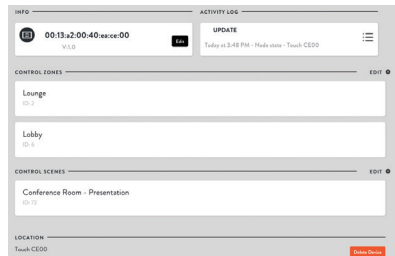 INFO
ACTIVITY LOG
00:13:a2:00:40:ea:ce:00
V:1.0
Edit
UPDATE
Today at 3:48 PM - Node state - Touch CE00
CONTROL ZONES
EDIT
Lounge
ID: 2
Lobby
ID: 6
CONTROL SCENES
EDIT
Conference Room - Presentation
ID: 72
LOCATION
Touch CE00
Delete Device